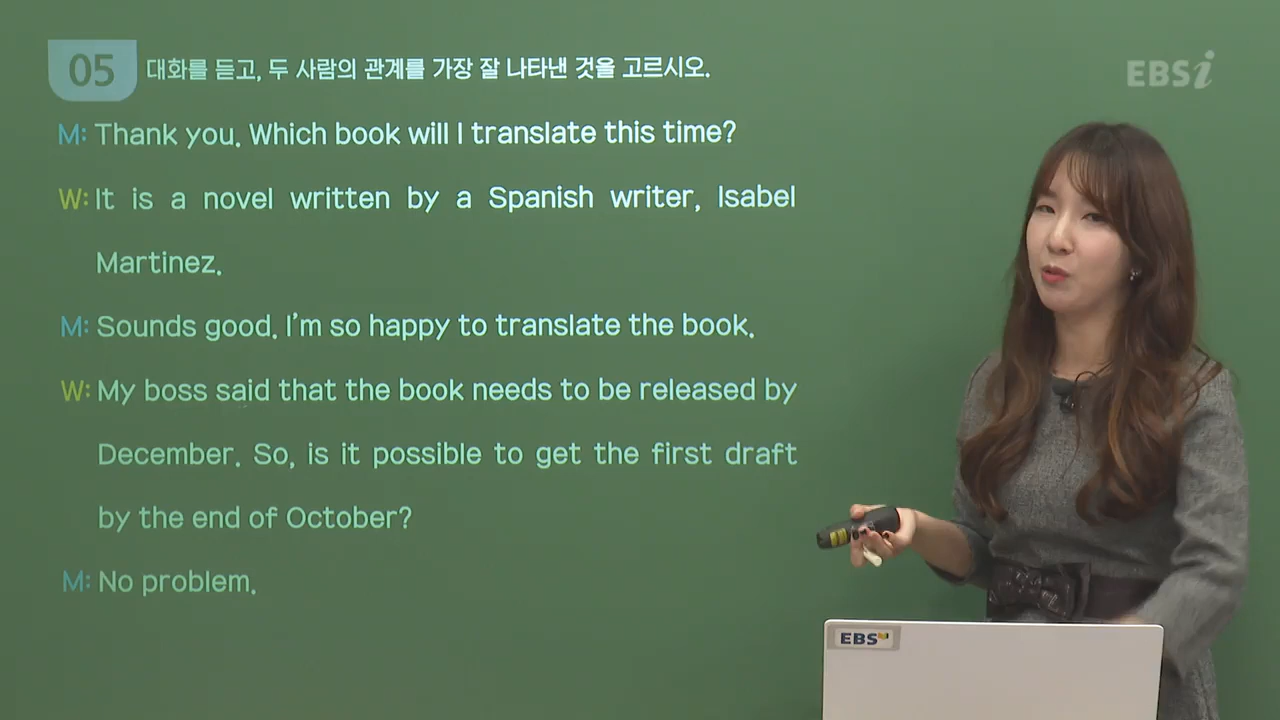 05 대화를 듣고, 두 사람의 관계를 가장 잘 나타낸 것을 고르시오.
EBSi
M: Thank you. Which book will I translate this time?
W: It is a novel written by a Spanish writer, Isabel
Martinez.
M: Sounds good. I'm so happy to translate the book.
W: My boss said that the book needs to be released by
December. So, is it possible to get the first draft
by the end of October?
M: No problem.
EBS